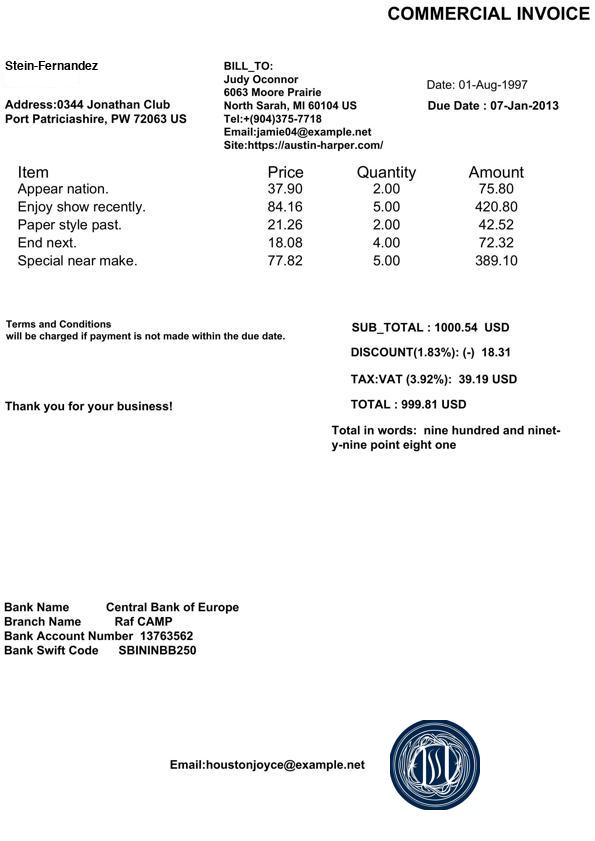 COMMERCIAL INVOICE
Stein-Fernandez
Address:0344 Jonathan Club
Port Patriciashire, PW 72063 US
BILL_TO:
Judy Oconnor
6063 Moore Prairie
North Sarah, MI 60104 US
Tel:+(904)375-7718
Email:jamie04@example.net
Site:https://austin-harper.com/
Date: 01-Aug-1997
Due Date : 07-Jan-2013
Item Price Quantity Amount
Appear nation. 37.90 2.00 75.80
Enjoy show recently. 84.16 5.00 420.80
Paper style past. 21.26 2.00 42.52
End next. 18.08 4.00 72.32
Special near make. 77.82 5.00 389.10
Terms and Conditions
will be charged if payment is not made within the due date.
SUB_TOTAL : 1000.54 USD
DISCOUNT(1.83%): (-) 18.31
TAX:VAT (3.92%): 39.19 USD
TOTAL : 999.81 USD
Thank you for your business!
Total in words: nine hundred and ninet-
y-nine point eight one
Bank Name Central Bank of Europe
Branch Name Raf CAMP
Bank Account Number 13763562
Bank Swift Code SBININBB250
Email:houstonjoyce@example.net